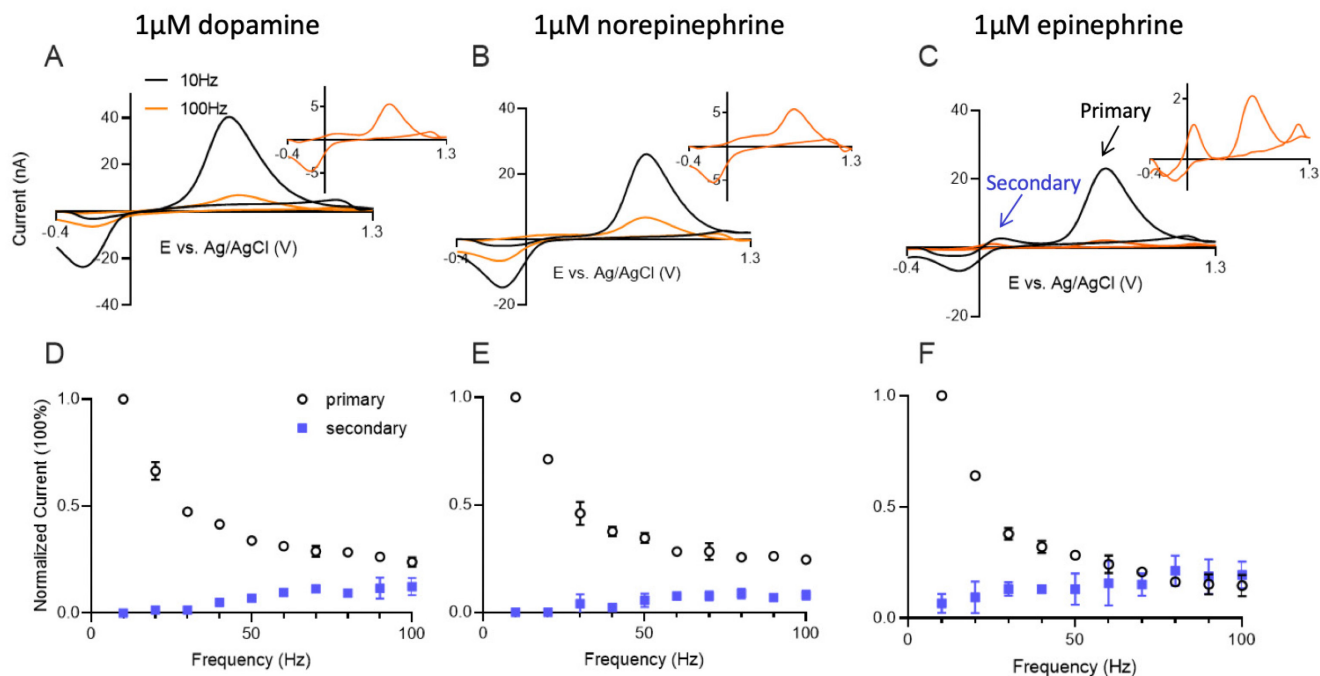 1µM dopamine
1µM norepinephrine
1µM epinephrine
A
10Hz
100Hz
40
20
-20
-40
Current (nA)
-0.4
1.3
E vs. Ag/AgCl (V)
5
-5
-0.4
1.3
B
40
20
-20
-0.4
1.3
E vs. Ag/AgCl (V)
5
-5
-0.4
1.3
C
40
20
-20
-0.4
1.3
E vs. Ag/AgCl (V)
Primary
Secondary
2
-0.4
1.3
D
Normalized Current (100%)
1.0
0.5
0.0
0
50
100
Frequency (Hz)
primary
secondary
E
1.0
0.5
0.0
0
50
100
Frequency (Hz)
F
1.0
0.5
0.0
0
50
100
Frequency (Hz)